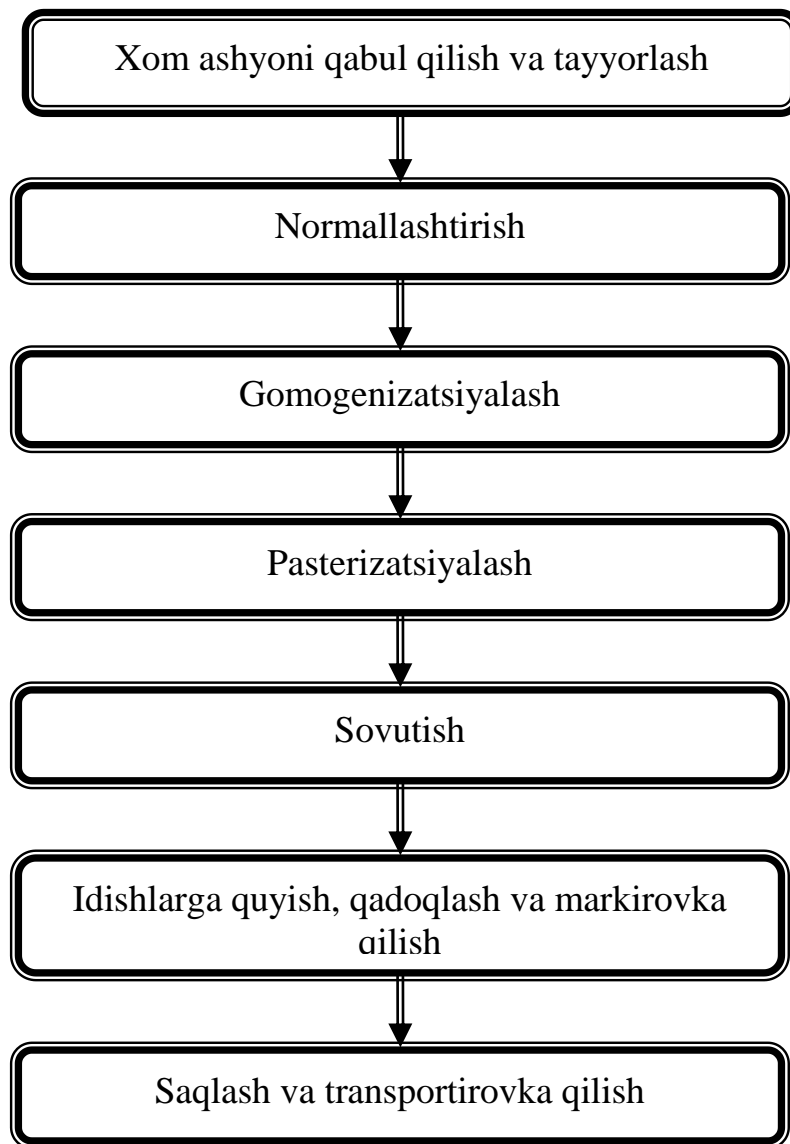 Xom ashyoni qabul qilish va tayyorlash
Normallashtirish
Gomogenizatsiyalash
Pasterizatsiyalash
Sovutish
Idishlarga quyish, qadoqlash va markirovka
qilish
Saqlash va transportirovka qilish